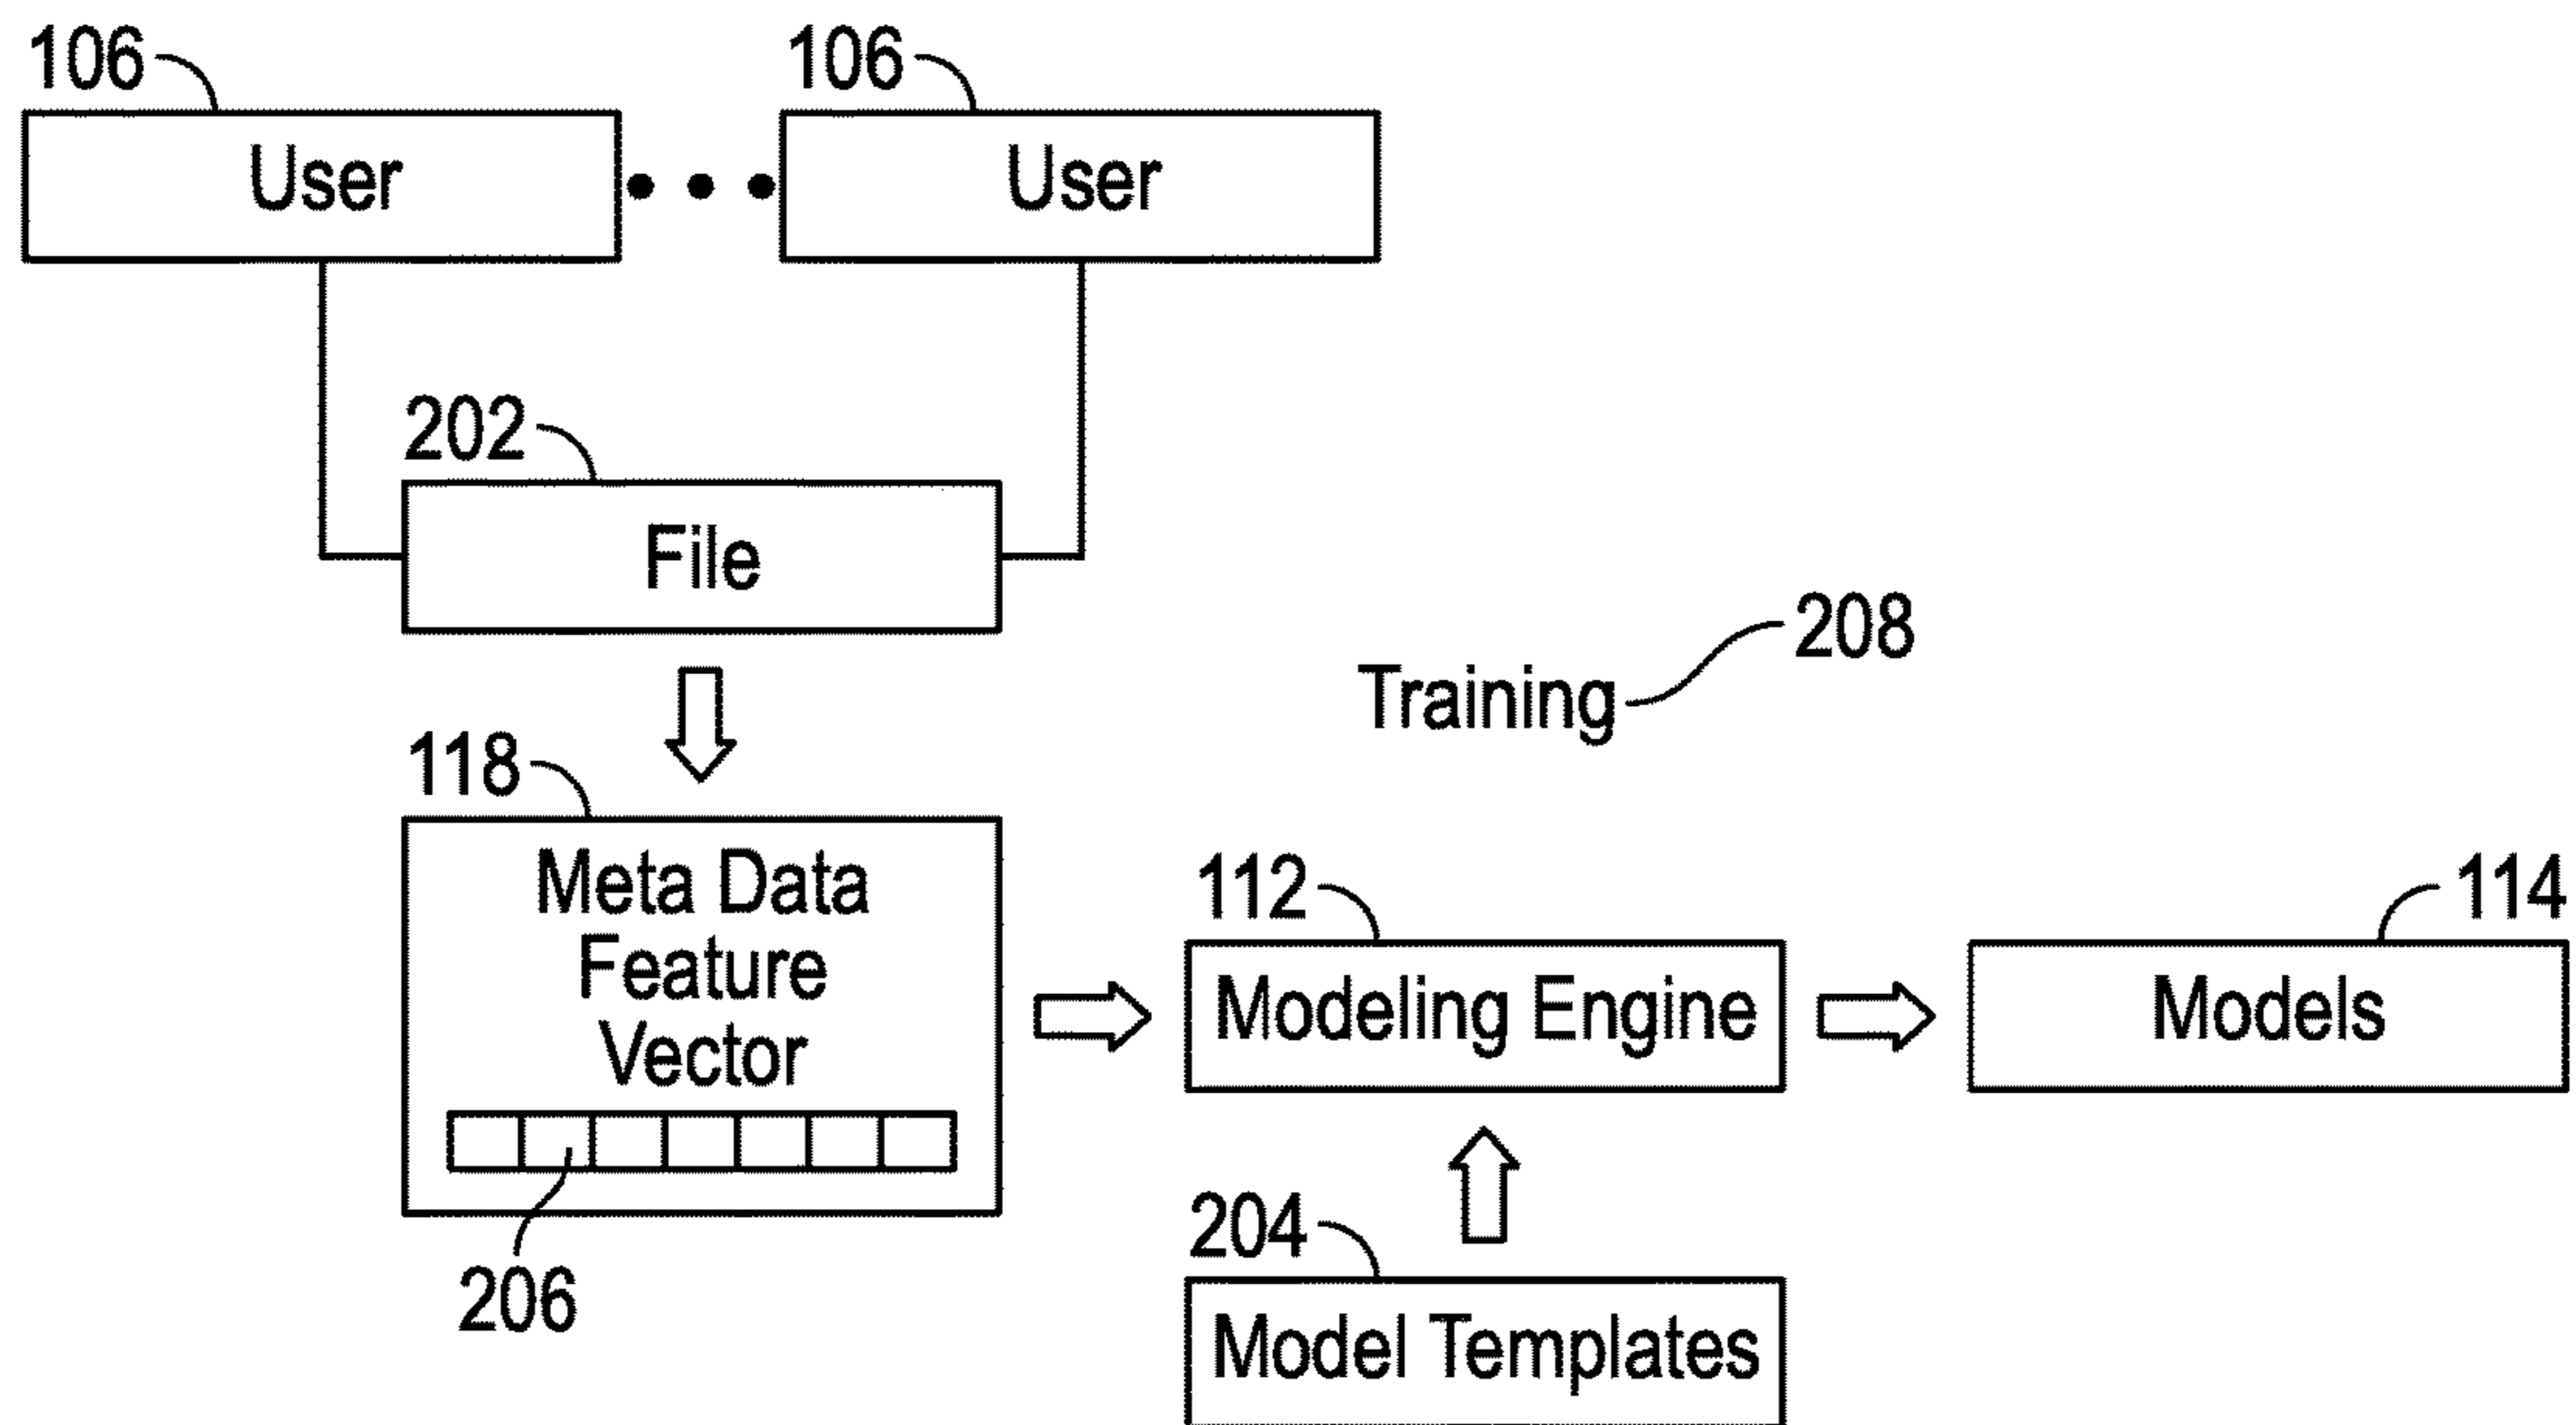 106
106
User
User
202
File
208
Training
118
Meta Data
Feature
Vector
112
114
Modeling Engine
Models
204
206
Model Templates